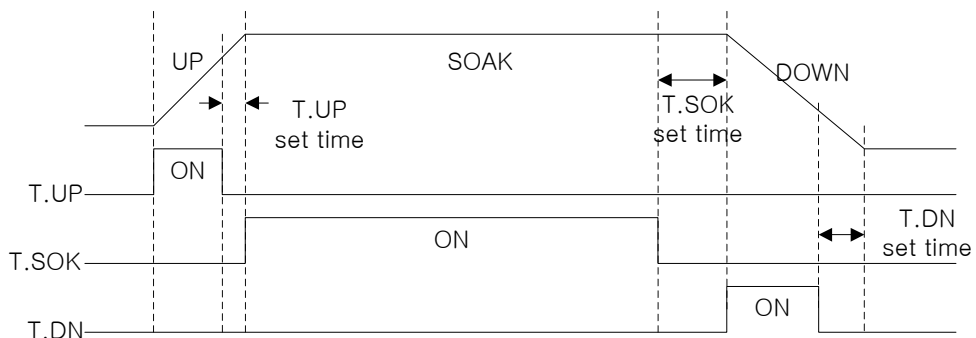 UP
SOAK
DOWN
T.UP
set time
T.SOK
set time
ON
T.UP
T.DN
set time
ON
T.SOK
ON
T.DN